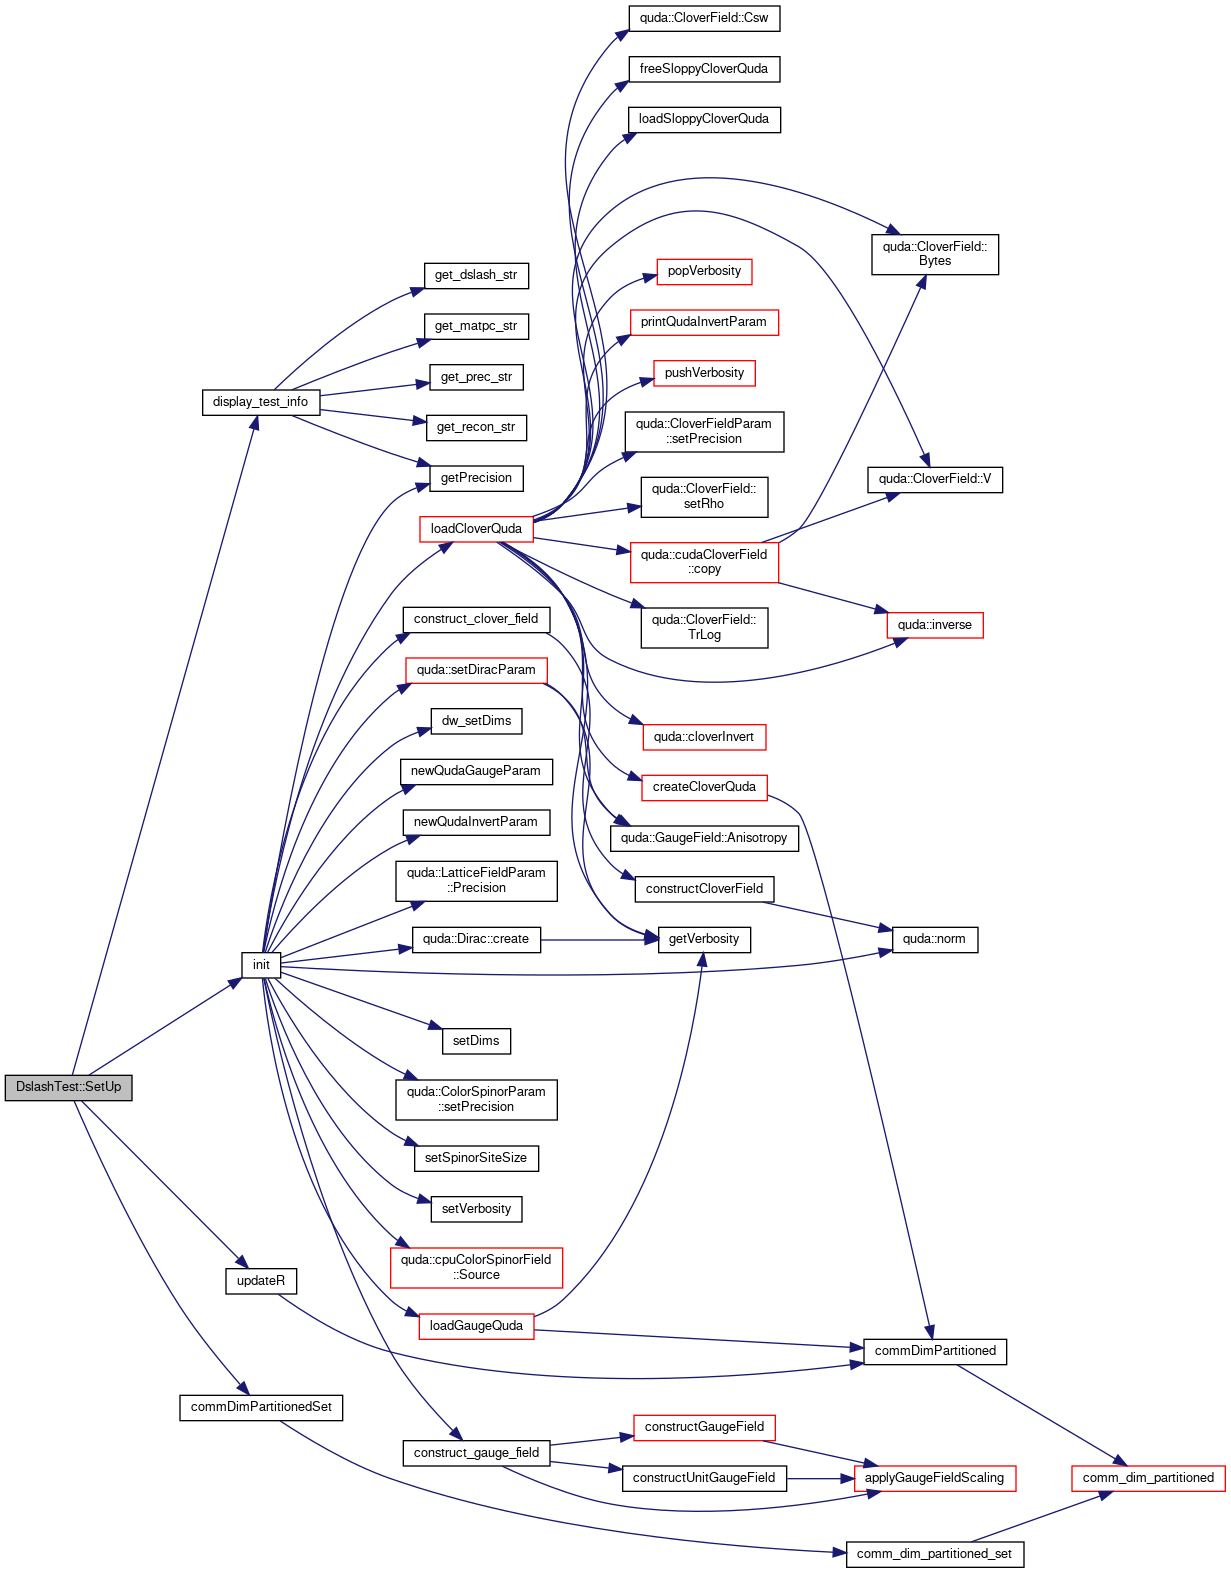 quda::CloverField::Csw
freeSloppyCloverQuda
loadSloppyCloverQuda
quda::CloverField::
Bytes
popVerbosity
get_dslash_str
printQudaInvertParam
get_matpc_str
pushVerbosity
get_prec_str
display_test_info
quda::CloverFieldParam
::setPrecision
get_recon_str
getPrecision
quda::CloverField::V
quda::CloverField::
setRho
loadCloverQuda
quda::cudaCloverField
::copy
construct_clover_field
quda::CloverField::
TrLog
quda::inverse
quda::setDiracParam
dw_setDims
quda::cloverInvert
newQudaGaugeParam
createCloverQuda
newQudaInvertParam
quda::GaugeField::Anisotropy
quda::LatticeFieldParam
::Precision
constructCloverField
quda::Dirac::create
getVerbosity
quda::norm
init
setDims
DslashTest::SetUp
quda::ColorSpinorParam
::setPrecision
setSpinorSiteSize
setVerbosity
quda::cpuColorSpinorField
::Source
updateR
loadGaugeQuda
commDimPartitioned
commDimPartitionedSet
constructGaugeField
construct_gauge_field
constructUnitGaugeField
applyGaugeFieldScaling
comm_dim_partitioned
comm_dim_partitioned_set